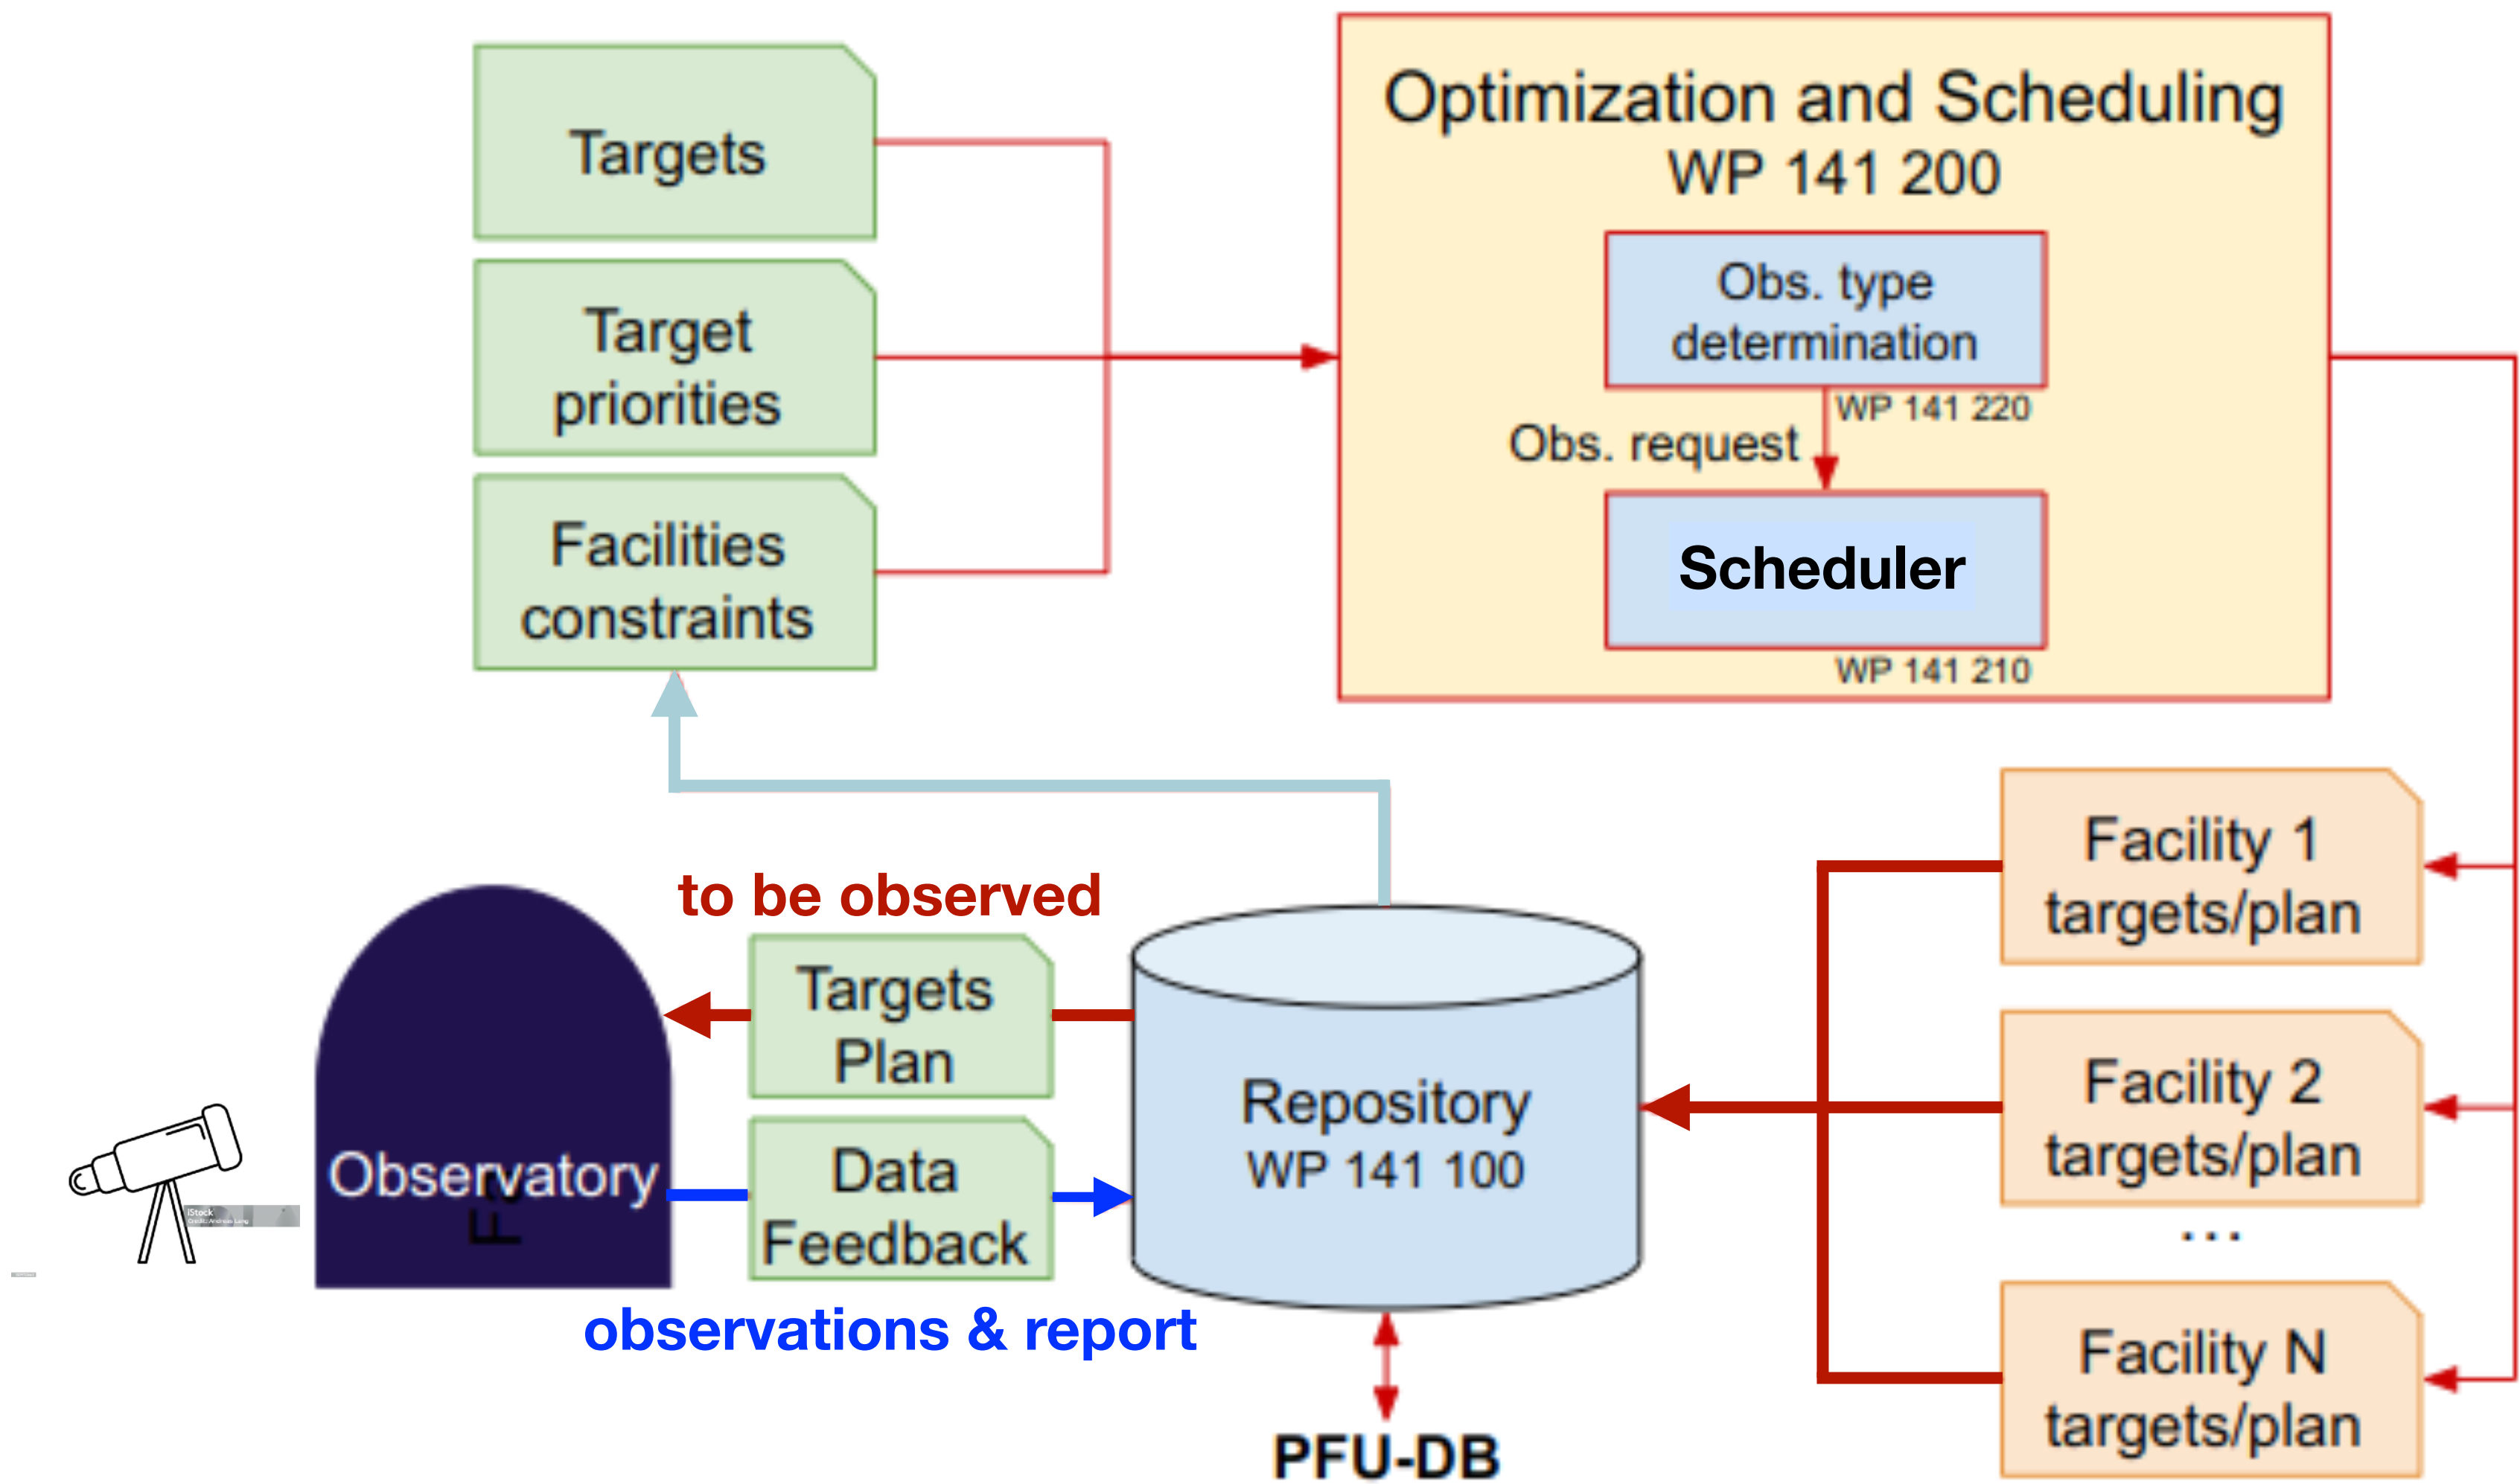 Targets
Target
priorities
Facilities
constraints
Optimization and Scheduling
WP 141 200
Obs. type
determination
WP 141 220
Obs. request
Scheduler
WP 141 210
to be observed
Targets
Plan
Data
Feedback
observations & report
Observatory
iStock
Repository
WP 141 100
PFU-DB
Facility 1
targets/plan
Facility 2
targets/plan
...
Facility N
targets/plan